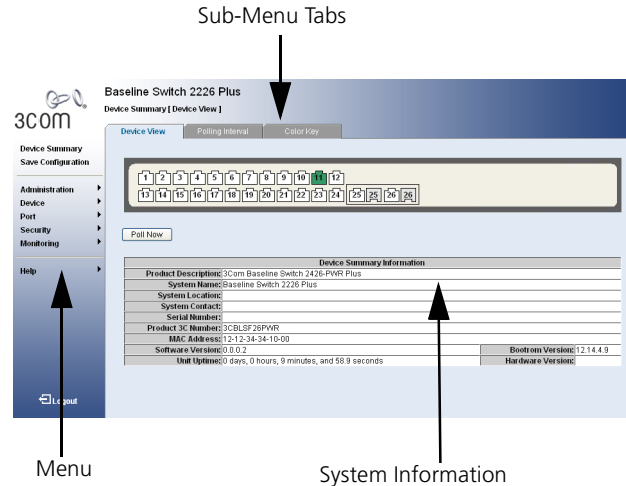 Sub-Menu Tabs
3COM
Baseline Switch 2226 Plus
Device Summary [ Device View ]
Device View Polling Interval Color Key
Device Summary
Save Configuration
Administration
Device
Port
Security
Monitoring
Help
Logout
1 2 3 4 5 6 7 8 9 10 11 12
13 14 15 16 17 18 19 20 21 22 23 24 25 25 26 26
Poll Now
Device Summary Information
Product Description: 3Com Baseline Switch 2426-PWR Plus
System Name: Baseline Switch 2226 Plus
System Location:
System Contact:
Serial Number:
Product 3C Number: 3CBLSF26PWR
MAC Address: 12-12-34-34-10-00
Software Version: 0.0.0.2 Bootrom Version: 12.14.4.9
Unit Uptime: 0 days, 0 hours, 9 minutes, and 58.9 seconds Hardware Version:
Menu
System Information